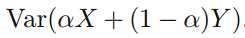 Var(αX + (1 − α)Y).